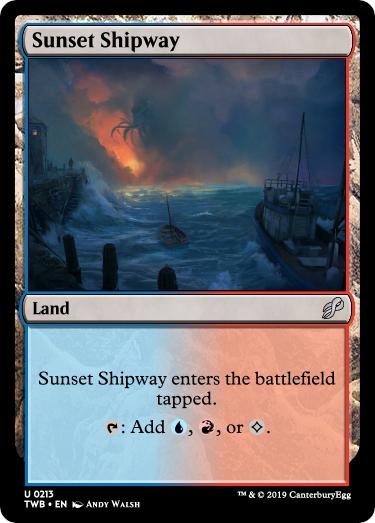 Sunset Shipway
Land
Sunset Shipway enters the battlefield
tapped.
: Add , , or .
U 0213
TWB • EN Andy Walsh
™ & © 2019 CanterburyEgg